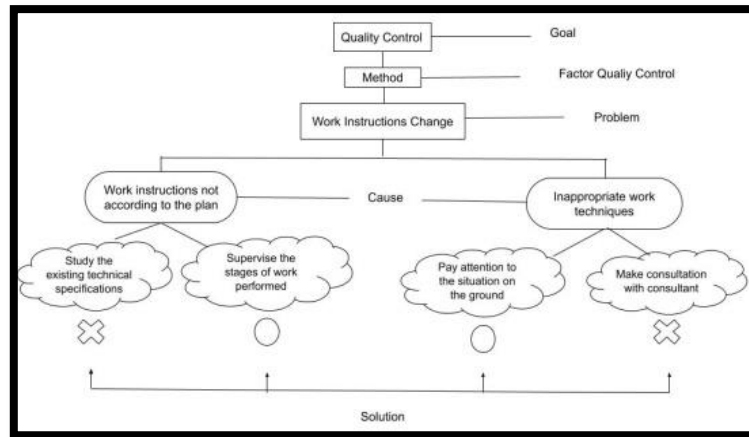 Quality Control
Goal
Method
Factor Qualiy Control
Work Instructions Change
Problem
Work instructions not
according to the plan
Cause
Inappropriate work
techniques
Study the
existing technical
specifications
Supervise the
stages of work
performed
Pay attention to
the situation on
the ground
Make consultation
with consultant
Solution